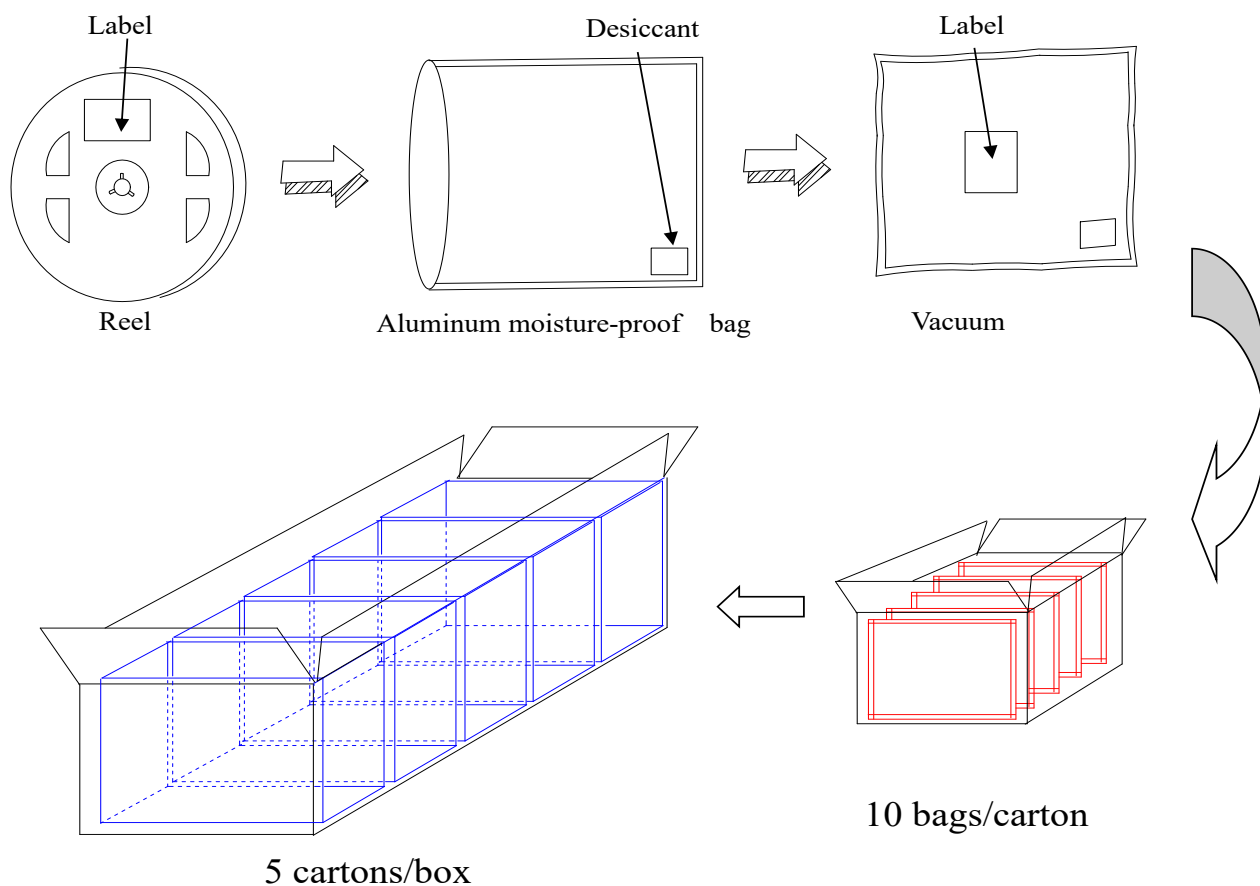 Label
Desiccant
Label
Reel
Aluminum moisture-proof bag
Vacuum
10 bags/carton
5 cartons/box